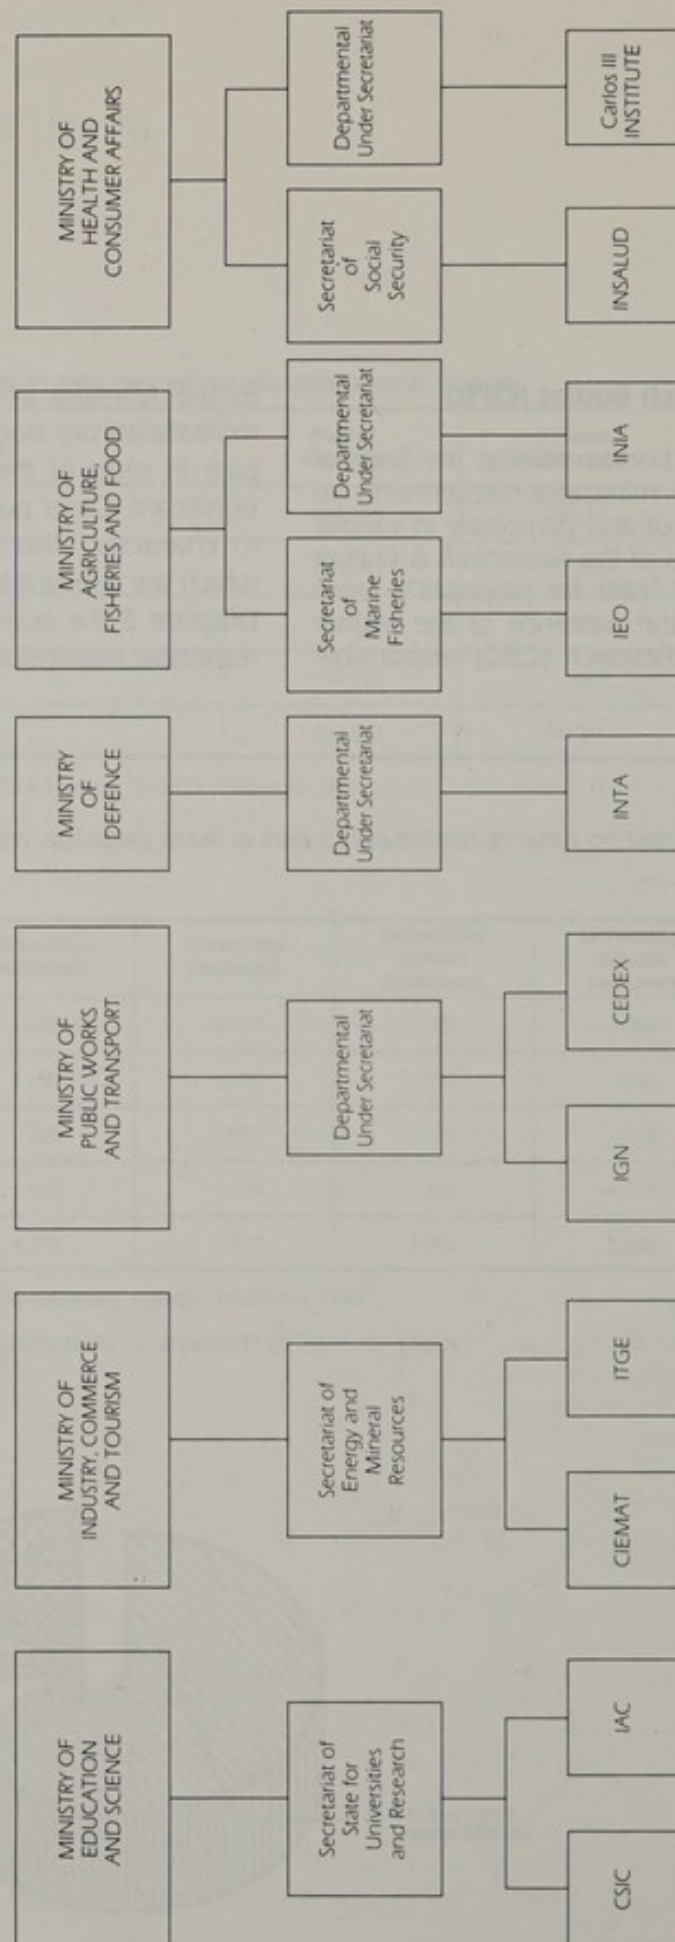 MINISTRY OF
EDUCATION
AND SCIENCE
MINISTRY OF
INDUSTRY, COMMERCE
AND TOURISM
MINISTRY OF
PUBLIC WORKS
AND TRANSPORT
MINISTRY
OF
DEFENCE
MINISTRY OF
AGRICULTURE,
FISHERIES AND FOOD
MINISTRY OF
HEALTH AND
CONSUMER AFFAIRS
Secretariat of
State for
Universities
and Research
Secretariat of
Energy and
Mineral
Resources
Departmental
Under Secretariat
Departmental
Under Secretariat
Secretariat
of
Marine
Fisheries
Departmental
Under Secretariat
Secretariat
of
Social
Security
Departmental
Under Secretariat
CSIC
IAC
CIEMAT
ITGE
IGN
CEDEX
INTA
IEO
INIA
INSALUD
Carlos III
INSTITUTE